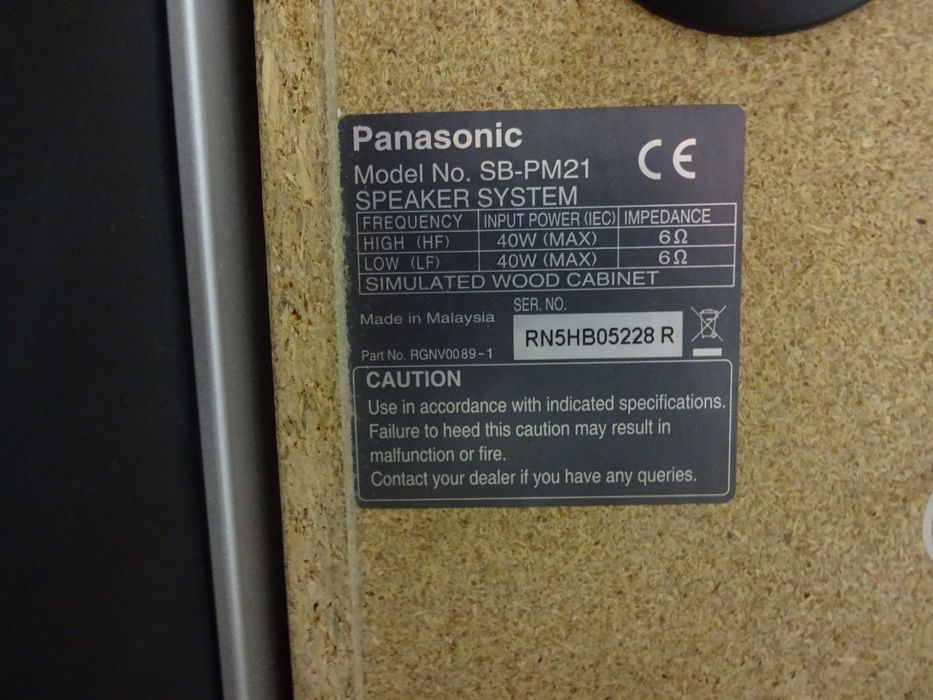 Panasonic
CE
Model No. SB-PM21
SPEAKER SYSTEM
FREQUENCY INPUT POWER (IEC) IMPEDANCE
HIGH (HF) 40W (MAX) 6Ω
LOW (LF) 40W (MAX) 6Ω
SIMULATED WOOD CABINET
SER. NO.
Made in Malaysia
RN5HB05228 R
Part No. RGNV0089-1
CAUTION
Use in accordance with indicated specifications.
Failure to heed this caution may result in
malfunction or fire.
Contact your dealer if you have any queries.